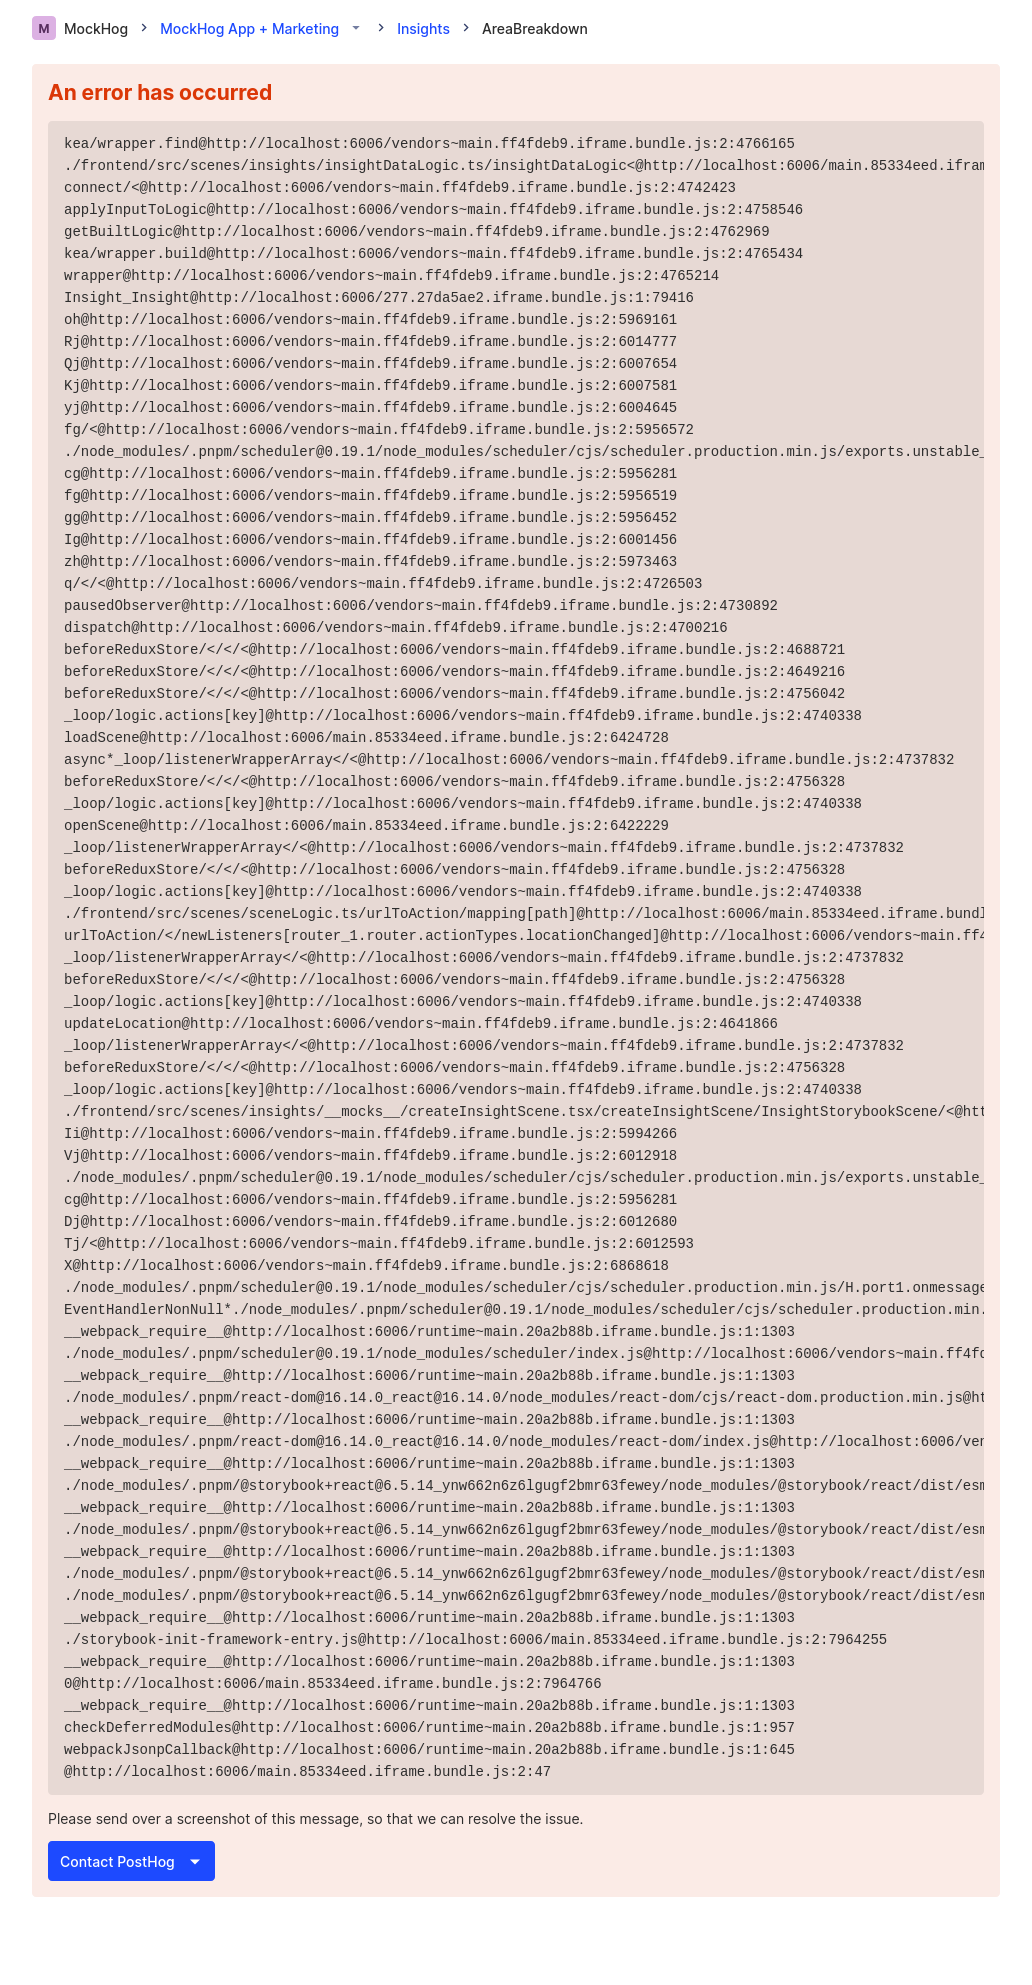 M MockHog > MockHog App + Marketing > Insights > AreaBreakdown
An error has occurred
kea/wrapper.find@http://localhost:6006/vendors~main.ff4fdeb9.iframe.bundle.js:2:4766165
./frontend/src/scenes/insights/insightDataLogic.ts/insightDataLogic<@http://localhost:6006/main.85334eed.ifram
connect/<@http://localhost:6006/vendors~main.ff4fdeb9.iframe.bundle.js:2:4742423
applyInputToLogic@http://localhost:6006/vendors~main.ff4fdeb9.iframe.bundle.js:2:4758546
getBuiltLogic@http://localhost:6006/vendors~main.ff4fdeb9.iframe.bundle.js:2:4762969
kea/wrapper.build@http://localhost:6006/vendors~main.ff4fdeb9.iframe.bundle.js:2:4765434
wrapper@http://localhost:6006/vendors~main.ff4fdeb9.iframe.bundle.js:2:4765214
Insight_Insight@http://localhost:6006/277.27da5ae2.iframe.bundle.js:1:79416
oh@http://localhost:6006/vendors~main.ff4fdeb9.iframe.bundle.js:2:5969161
Rj@http://localhost:6006/vendors~main.ff4fdeb9.iframe.bundle.js:2:6014777
Qj@http://localhost:6006/vendors~main.ff4fdeb9.iframe.bundle.js:2:6007654
Kj@http://localhost:6006/vendors~main.ff4fdeb9.iframe.bundle.js:2:6007581
yj@http://localhost:6006/vendors~main.ff4fdeb9.iframe.bundle.js:2:6004645
fg/<@http://localhost:6006/vendors~main.ff4fdeb9.iframe.bundle.js:2:5956572
./node_modules/.pnpm/scheduler@0.19.1/node_modules/scheduler/cjs/scheduler.production.min.js/exports.unstable_
cg@http://localhost:6006/vendors~main.ff4fdeb9.iframe.bundle.js:2:5956281
fg@http://localhost:6006/vendors~main.ff4fdeb9.iframe.bundle.js:2:5956519
gg@http://localhost:6006/vendors~main.ff4fdeb9.iframe.bundle.js:2:5956452
Ig@http://localhost:6006/vendors~main.ff4fdeb9.iframe.bundle.js:2:6001456
zh@http://localhost:6006/vendors~main.ff4fdeb9.iframe.bundle.js:2:5973463
q/</<@http://localhost:6006/vendors~main.ff4fdeb9.iframe.bundle.js:2:4726503
pausedObserver@http://localhost:6006/vendors~main.ff4fdeb9.iframe.bundle.js:2:4730892
dispatch@http://localhost:6006/vendors~main.ff4fdeb9.iframe.bundle.js:2:4700216
beforeReduxStore/</</<@http://localhost:6006/vendors~main.ff4fdeb9.iframe.bundle.js:2:4688721
beforeReduxStore/</</<@http://localhost:6006/vendors~main.ff4fdeb9.iframe.bundle.js:2:4649216
beforeReduxStore/</</<@http://localhost:6006/vendors~main.ff4fdeb9.iframe.bundle.js:2:4756042
_loop/logic.actions[key]@http://localhost:6006/vendors~main.ff4fdeb9.iframe.bundle.js:2:4740338
loadScene@http://localhost:6006/main.85334eed.iframe.bundle.js:2:6424728
async*_loop/listenerWrapperArray</<@http://localhost:6006/vendors~main.ff4fdeb9.iframe.bundle.js:2:4737832
beforeReduxStore/</</<@http://localhost:6006/vendors~main.ff4fdeb9.iframe.bundle.js:2:4756328
_loop/logic.actions[key]@http://localhost:6006/vendors~main.ff4fdeb9.iframe.bundle.js:2:4740338
openScene@http://localhost:6006/main.85334eed.iframe.bundle.js:2:6422229
_loop/listenerWrapperArray</<@http://localhost:6006/vendors~main.ff4fdeb9.iframe.bundle.js:2:4737832
beforeReduxStore/</</<@http://localhost:6006/vendors~main.ff4fdeb9.iframe.bundle.js:2:4756328
_loop/logic.actions[key]@http://localhost:6006/vendors~main.ff4fdeb9.iframe.bundle.js:2:4740338
./frontend/src/scenes/sceneLogic.ts/urlToAction/mapping[path]@http://localhost:6006/main.85334eed.iframe.bundl
urlToAction/</newListeners[router_1.router.actionTypes.locationChanged]@http://localhost:6006/vendors~main.ff4
_loop/listenerWrapperArray</<@http://localhost:6006/vendors~main.ff4fdeb9.iframe.bundle.js:2:4737832
beforeReduxStore/</</<@http://localhost:6006/vendors~main.ff4fdeb9.iframe.bundle.js:2:4756328
_loop/logic.actions[key]@http://localhost:6006/vendors~main.ff4fdeb9.iframe.bundle.js:2:4740338
updateLocation@http://localhost:6006/vendors~main.ff4fdeb9.iframe.bundle.js:2:4641866
_loop/listenerWrapperArray</<@http://localhost:6006/vendors~main.ff4fdeb9.iframe.bundle.js:2:4737832
beforeReduxStore/</</<@http://localhost:6006/vendors~main.ff4fdeb9.iframe.bundle.js:2:4756328
_loop/logic.actions[key]@http://localhost:6006/vendors~main.ff4fdeb9.iframe.bundle.js:2:4740338
./frontend/src/scenes/insights/__mocks__/createInsightScene.tsx/createInsightScene/InsightStorybookScene/<@htt
Ii@http://localhost:6006/vendors~main.ff4fdeb9.iframe.bundle.js:2:5994266
Vj@http://localhost:6006/vendors~main.ff4fdeb9.iframe.bundle.js:2:6012918
./node_modules/.pnpm/scheduler@0.19.1/node_modules/scheduler/cjs/scheduler.production.min.js/exports.unstable_
cg@http://localhost:6006/vendors~main.ff4fdeb9.iframe.bundle.js:2:5956281
Dj@http://localhost:6006/vendors~main.ff4fdeb9.iframe.bundle.js:2:6012680
Tj/<@http://localhost:6006/vendors~main.ff4fdeb9.iframe.bundle.js:2:6012593
X@http://localhost:6006/vendors~main.ff4fdeb9.iframe.bundle.js:2:6868618
./node_modules/.pnpm/scheduler@0.19.1/node_modules/scheduler/cjs/scheduler.production.min.js/H.port1.onmessage
EventHandlerNonNull*./node_modules/.pnpm/scheduler@0.19.1/node_modules/scheduler/cjs/scheduler.production.min.
__webpack_require__@http://localhost:6006/runtime~main.20a2b88b.iframe.bundle.js:1:1303
./node_modules/.pnpm/scheduler@0.19.1/node_modules/scheduler/index.js@http://localhost:6006/vendors~main.ff4fd
__webpack_require__@http://localhost:6006/runtime~main.20a2b88b.iframe.bundle.js:1:1303
./node_modules/.pnpm/react-dom@16.14.0_react@16.14.0/node_modules/react-dom/cjs/react-dom.production.min.js@ht
__webpack_require__@http://localhost:6006/runtime~main.20a2b88b.iframe.bundle.js:1:1303
./node_modules/.pnpm/react-dom@16.14.0_react@16.14.0/node_modules/react-dom/index.js@http://localhost:6006/ven
__webpack_require__@http://localhost:6006/runtime~main.20a2b88b.iframe.bundle.js:1:1303
./node_modules/.pnpm/@storybook+react@6.5.14_ynw662n6z6lgugf2bmr63fewey/node_modules/@storybook/react/dist/esm
__webpack_require__@http://localhost:6006/runtime~main.20a2b88b.iframe.bundle.js:1:1303
./node_modules/.pnpm/@storybook+react@6.5.14_ynw662n6z6lgugf2bmr63fewey/node_modules/@storybook/react/dist/esm
__webpack_require__@http://localhost:6006/runtime~main.20a2b88b.iframe.bundle.js:1:1303
./node_modules/.pnpm/@storybook+react@6.5.14_ynw662n6z6lgugf2bmr63fewey/node_modules/@storybook/react/dist/esm
./node_modules/.pnpm/@storybook+react@6.5.14_ynw662n6z6lgugf2bmr63fewey/node_modules/@storybook/react/dist/esm
__webpack_require__@http://localhost:6006/runtime~main.20a2b88b.iframe.bundle.js:1:1303
./storybook-init-framework-entry.js@http://localhost:6006/main.85334eed.iframe.bundle.js:2:7964255
__webpack_require__@http://localhost:6006/runtime~main.20a2b88b.iframe.bundle.js:1:1303
0@http://localhost:6006/main.85334eed.iframe.bundle.js:2:7964766
__webpack_require__@http://localhost:6006/runtime~main.20a2b88b.iframe.bundle.js:1:1303
checkDeferredModules@http://localhost:6006/runtime~main.20a2b88b.iframe.bundle.js:1:957
webpackJsonpCallback@http://localhost:6006/runtime~main.20a2b88b.iframe.bundle.js:1:645
@http://localhost:6006/main.85334eed.iframe.bundle.js:2:47
Please send over a screenshot of this message, so that we can resolve the issue.
Contact PostHog